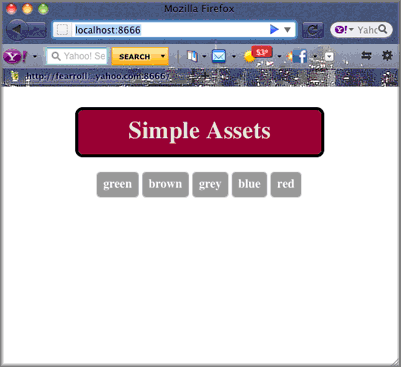 Mozilla Firefox
localhost:8666
Y! Yahc
Y! Yahoo! Se SEARCH 53°
http://fearroll...yahoo.com:8666/
Simple Assets
green brown grey blue red